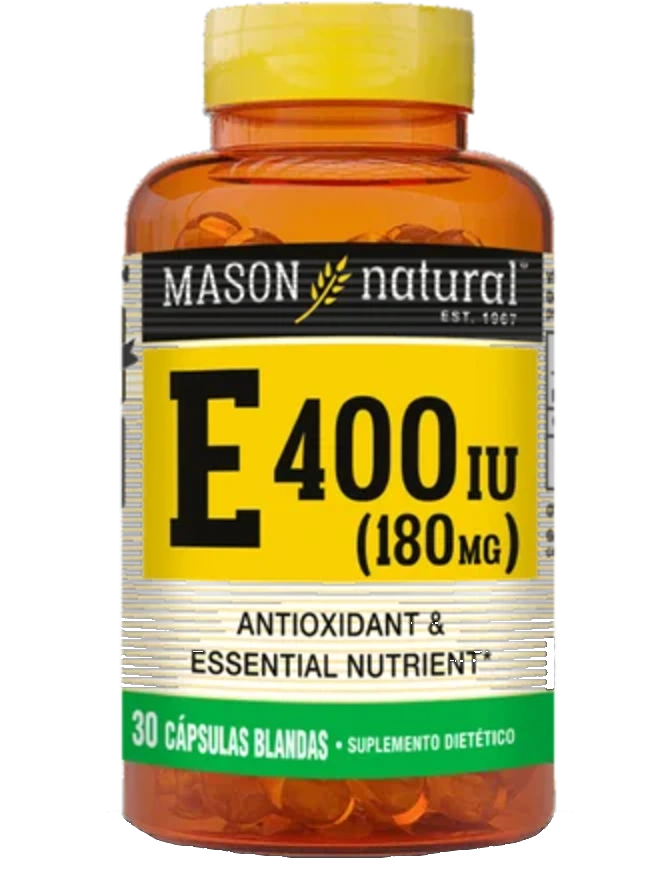 MASON natural
EST. 1967
E 400 IU
(180 MG)
ANTIOXIDANT &
ESSENTIAL NUTRIENT*
30 CÁPSULAS BLANDAS • SUPLEMENTO DIETÉTICO